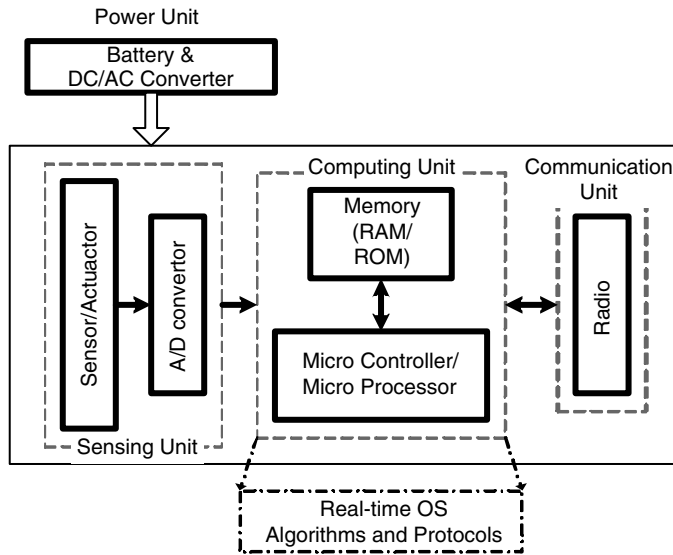 Power Unit
Battery &
DC/AC Converter
Sensor/Actuactor
A/D convertor
Sensing Unit
Computing Unit
Memory
(RAM/
ROM)
Micro Controller/
Micro Processor
Communication
Unit
Radio
Real-time OS
Algorithms and Protocols